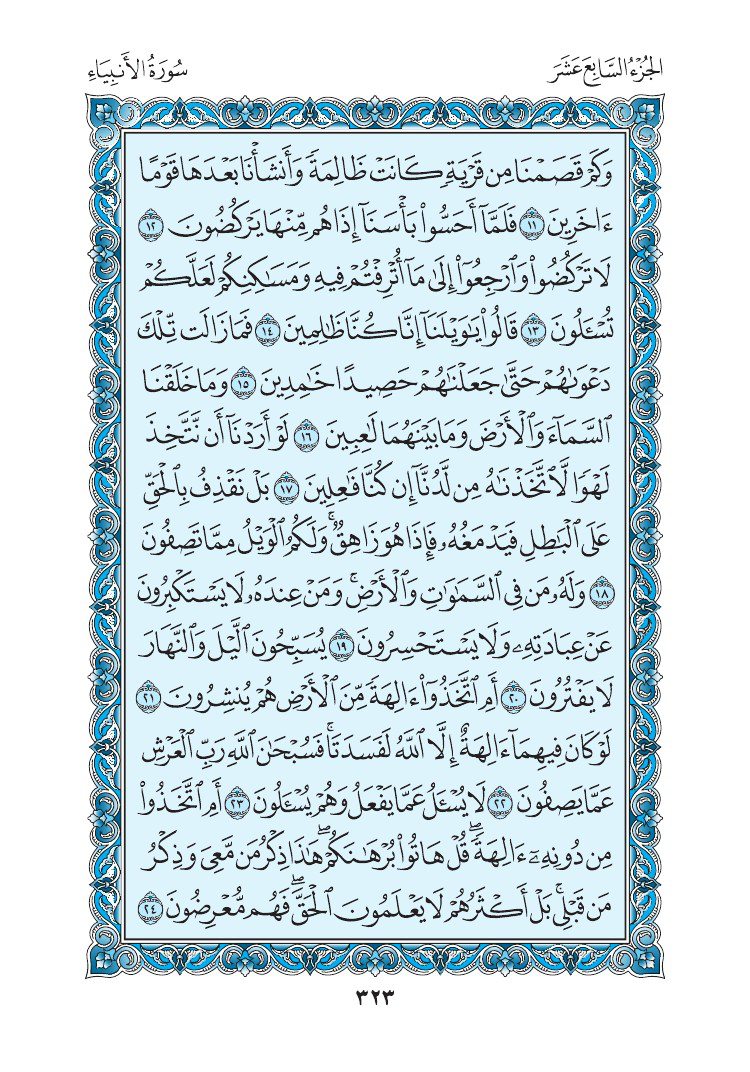 الجُزْءُ السَّابِعَ عَشَرَ
سُورَةُ الأَنبِيَاءِ
وَكَمْ قَصَمْنَا مِن قَرْيَةٖ كَانَتْ ظَالِمَةٗ وَأَنشَأْنَا بَعْدَهَا قَوْمًا
ءَاخَرِينَ ١١ فَلَمَّآ أَحَسُّواْ بَأْسَنَآ إِذَا هُم مِّنْهَا يَرْكُضُونَ ١٢
لَا تَرْكُضُواْ وَٱرْجِعُوٓاْ إِلَىٰ مَآ أُتْرِفْتُمْ فِيهِ وَمَسَٰكِنِكُمْ لَعَلَّكُمْ
تُسْـَٔلُونَ ١٣ قَالُواْ يَٰوَيْلَنَآ إِنَّا كُنَّا ظَٰلِمِينَ ١٤ فَمَا زَالَت تِّلْكَ
دَعْوَىٰهُمْ حَتَّىٰ جَعَلْنَٰهُمْ حَصِيدًا خَٰمِدِينَ ١٥ وَمَا خَلَقْنَا
ٱلسَّمَآءَ وَٱلْأَرْضَ وَمَا بَيْنَهُمَا لَٰعِبِينَ ١٦ لَوْ أَرَدْنَآ أَن نَّتَّخِذَ
لَهْوٗا لَّٱتَّخَذْنَٰهُ مِن لَّدُنَّآ إِن كُنَّا فَٰعِلِينَ ١٧ بَلْ نَقْذِفُ بِٱلْحَقِّ
عَلَى ٱلْبَٰطِلِ فَيَدْمَغُهُۥ فَإِذَا هُوَ زَاهِقٞۚ وَلَكُمُ ٱلْوَيْلُ مِمَّا تَصِفُونَ
١٨ وَلَهُۥ مَن فِى ٱلسَّمَٰوَٰتِ وَٱلْأَرْضِۚ وَمَنْ عِندَهُۥ لَا يَسْتَكْبِرُونَ
عَنْ عِبَادَتِهِۦ وَلَا يَسْتَحْسِرُونَ ١٩ يُسَبِّحُونَ ٱلَّيْلَ وَٱلنَّهَارَ
لَا يَفْتُرُونَ ٢٠ أَمِ ٱتَّخَذُوٓاْ ءَالِهَةٗ مِّنَ ٱلْأَرْضِ هُمْ يُنشِرُونَ ٢١
لَوْ كَانَ فِيهِمَآ ءَالِهَةٌ إِلَّا ٱللَّهُ لَفَسَدَتَاۚ فَسُبْحَٰنَ ٱللَّهِ رَبِّ ٱلْعَرْشِ
عَمَّا يَصِفُونَ ٢٢ لَا يُسْـَٔلُ عَمَّا يَفْعَلُ وَهُمْ يُسْـَٔلُونَ ٢٣ أَمِ ٱتَّخَذُواْ
مِن دُونِهِۦٓ ءَالِهَةٗۖ قُلْ هَاتُواْ بُرْهَٰنَكُمْۖ هَٰذَا ذِكْرُ مَن مَّعِىَ وَذِكْرُ
مَن قَبْلِىۚ بَلْ أَكْثَرُهُمْ لَا يَعْلَمُونَ ٱلْحَقَّۖ فَهُم مُّعْرِضُونَ ٢٤
٣٢٣